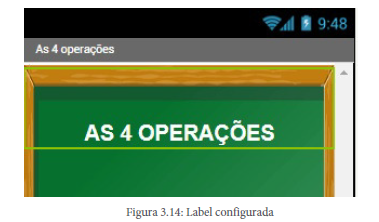 9:48
As 4 operações
AS 4 OPERAÇÕES
Figura 3.14: Label configurada